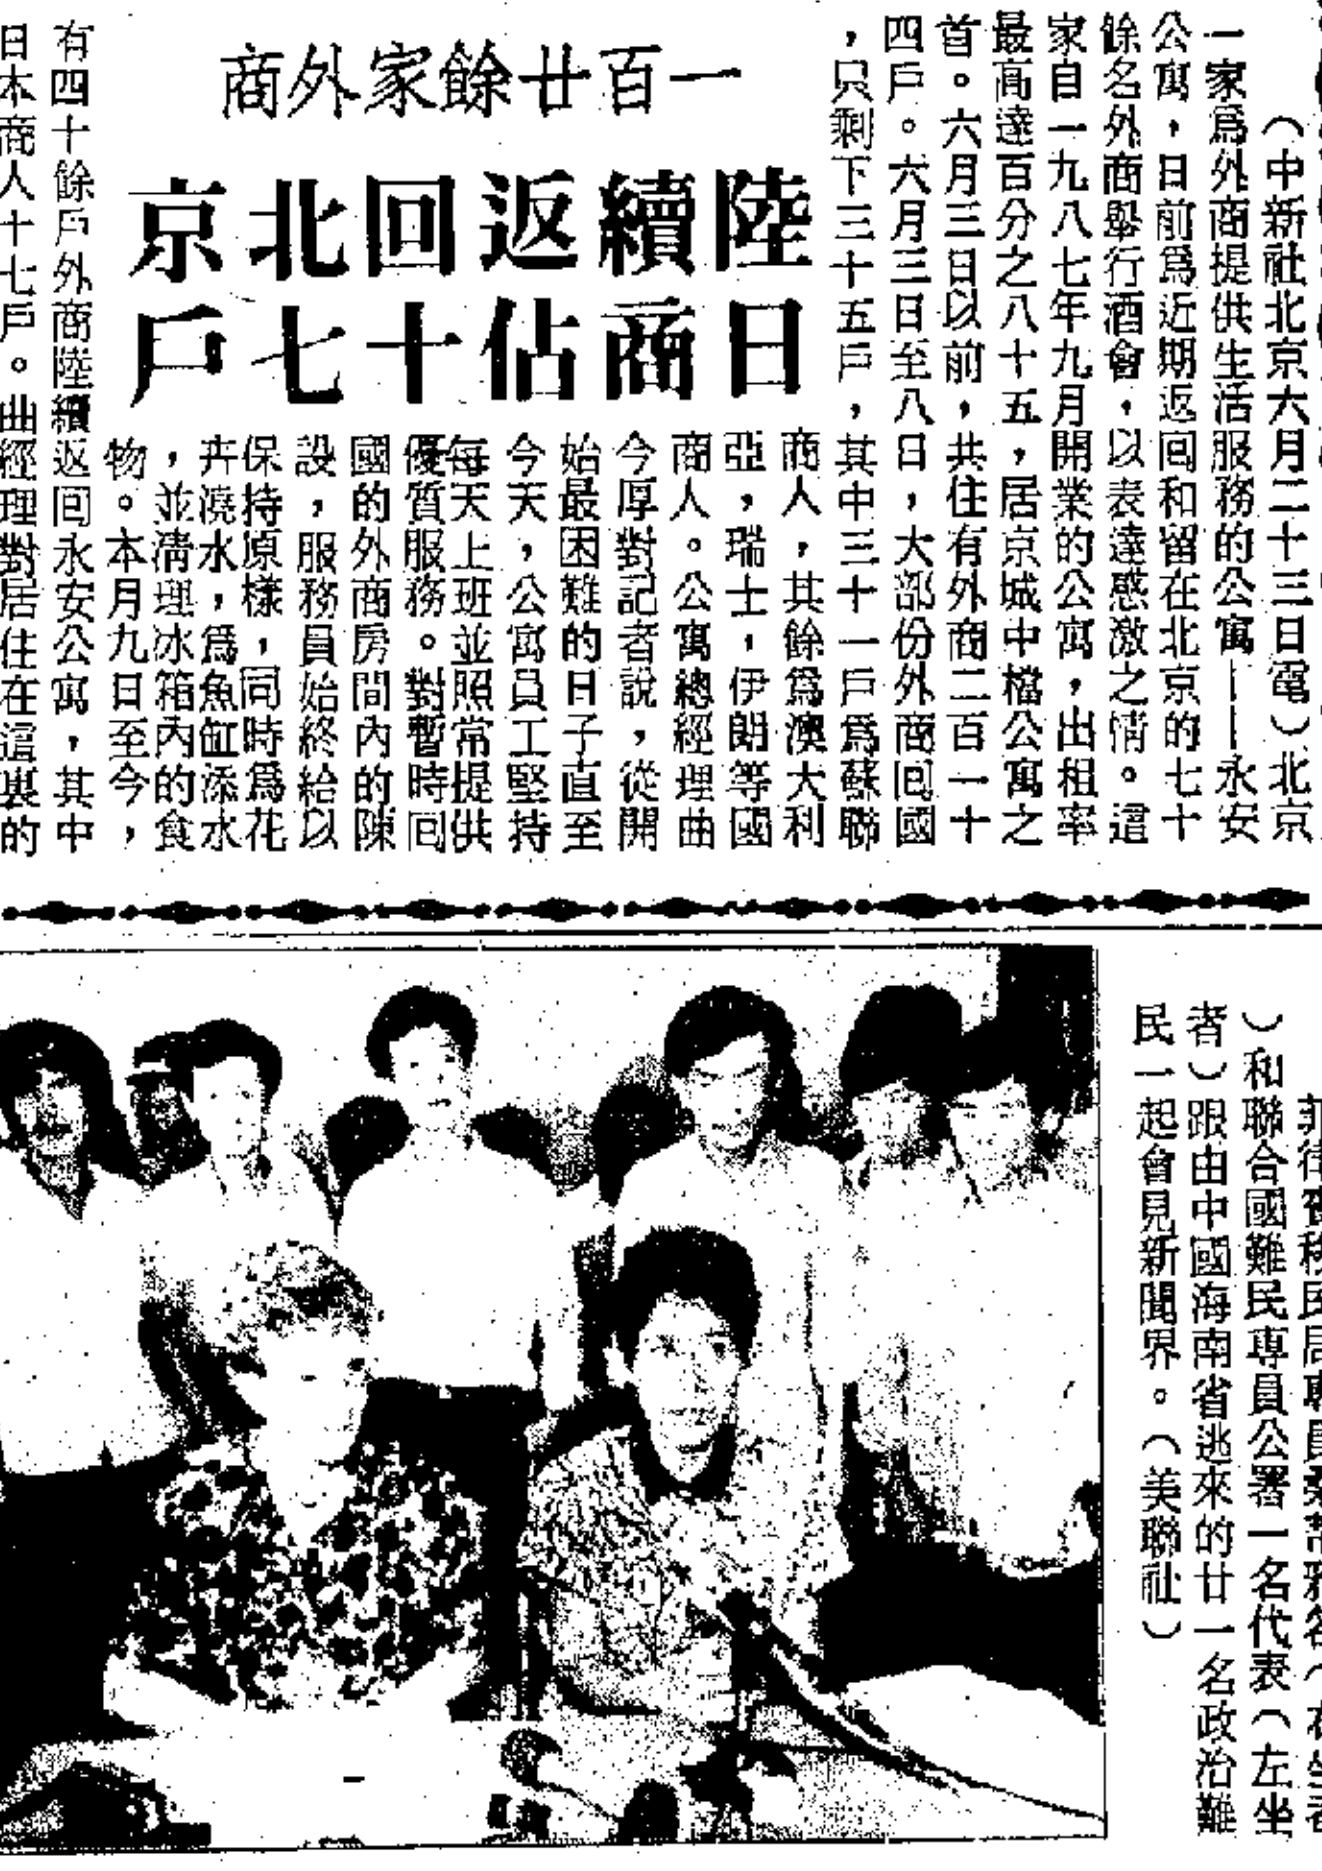 一百廿餘家外商
陸續返回北京
日商佔十七戶
（中新社北京六月二十三日電）北京
一家爲外商提供生活服務的公寓——永安
公寓，日前爲近期返回和留在北京的七十
餘名外商舉行酒會，以表達感激之情。這
家自一九八七年九月開業的公寓，出租率
最高達百分之八十五，居京城中檔公寓之
首。六月三日以前，共住有外商二百一十
四戶。六月三日至八日，大部份外商回國
，只剩下三十五戶，其中三十一戶爲蘇聯
商人，其餘爲澳大利
亞，瑞士，伊朗等國
商人。公寓總經理曲
今厚對記者說，從開
始最困難的日子直至
今天，公寓員工堅持
每天上班並照常提供
優質服務。對暫時回
國的外商房間內的陳
設，服務員始終給以
保持原樣，同時爲花
卉澆水，爲魚缸添水
，並清理冰箱內的食
物。本月九日至今，
有四十餘戶外商陸續返回永安公寓，其中
日本商人十七戶。曲經理對居住在這裏的
）和聯合國難民専員公署一名代表（左坐
者）跟由中國海南省逃來的廿一名政治難
民一起會見新聞界。（美聯社）